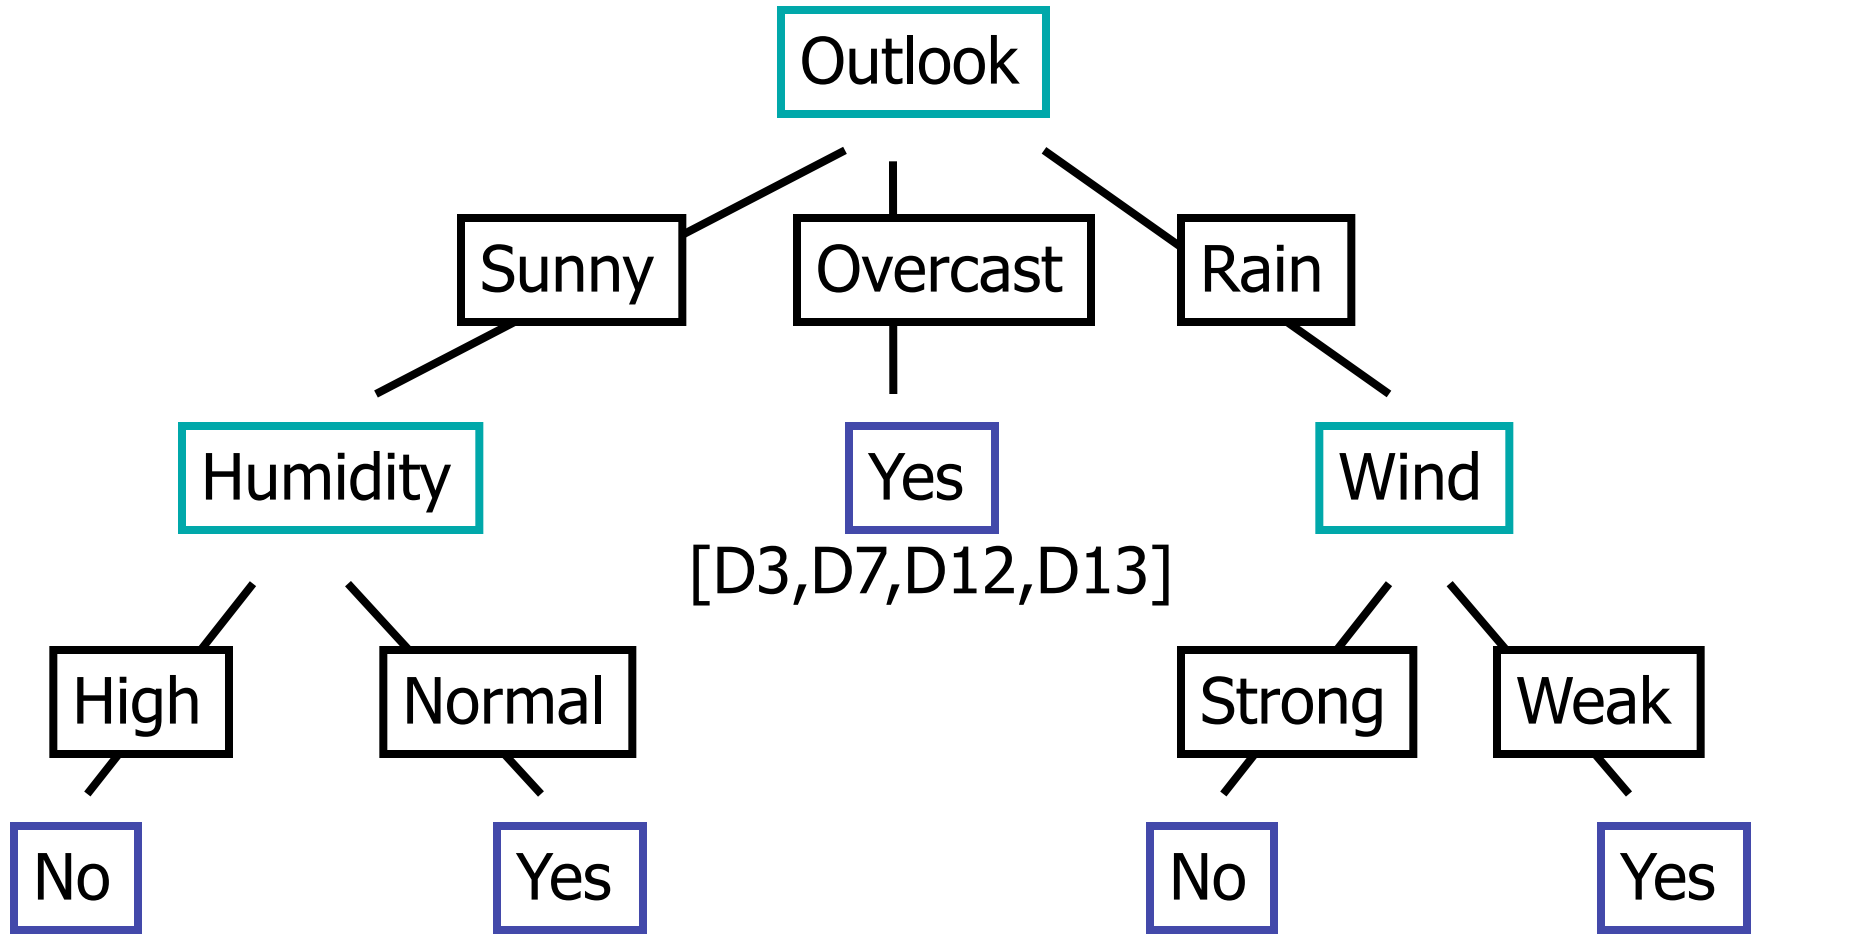 Outlook
Sunny
Overcast
Rain
Humidity
Yes
Wind
[D3,D7,D12,D13]
High
Normal
Strong
Weak
No
Yes
No
Yes